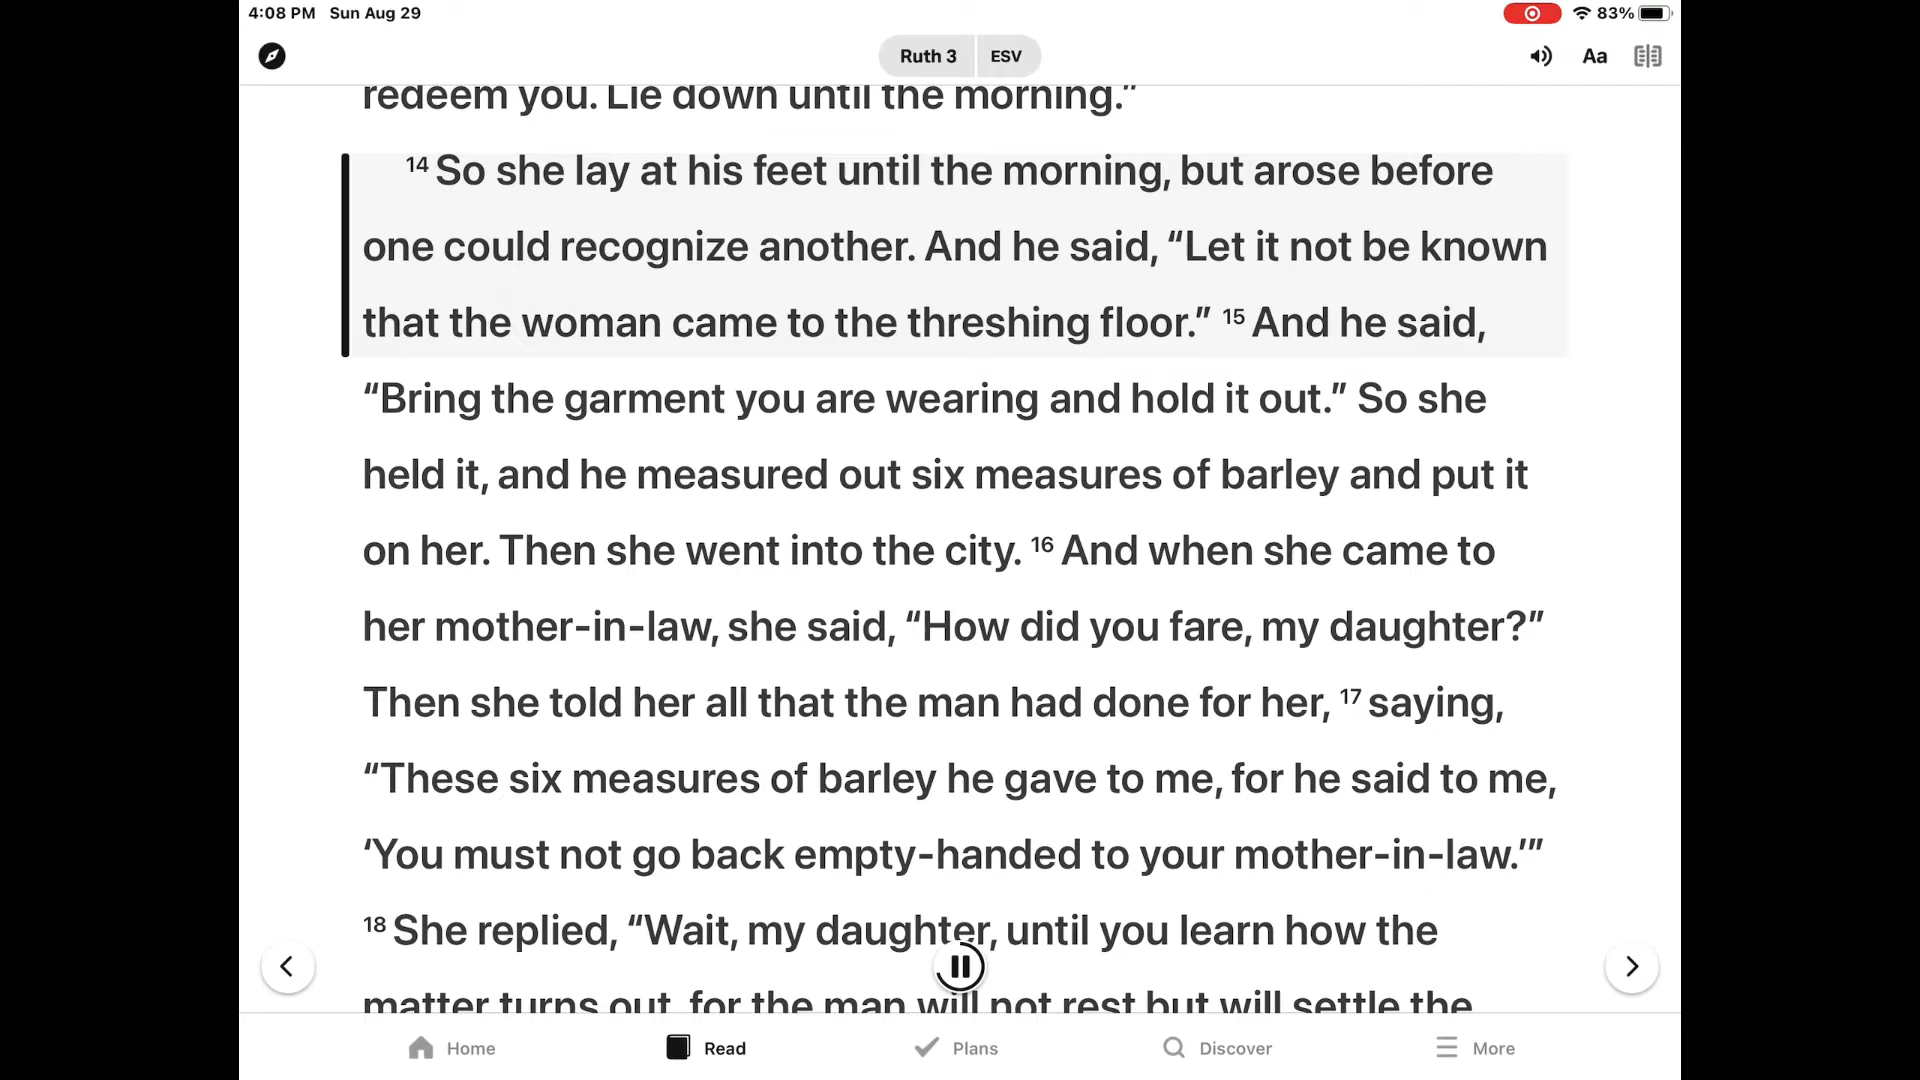 4:08 PM Sun Aug 29
83%
Ruth 3 ESV
Aa
redeem you. Lie down until the morning.”
14 So she lay at his feet until the morning, but arose before
one could recognize another. And he said, “Let it not be known
that the woman came to the threshing floor.” 15 And he said,
“Bring the garment you are wearing and hold it out.” So she
held it, and he measured out six measures of barley and put it
on her. Then she went into the city. 16 And when she came to
her mother-in-law, she said, “How did you fare, my daughter?”
Then she told her all that the man had done for her, 17 saying,
“These six measures of barley he gave to me, for he said to me,
‘You must not go back empty-handed to your mother-in-law.’”
18 She replied, “Wait, my daughter, until you learn how the
matter turns out, for the man will not rest but will settle the
Home Read Plans Discover More